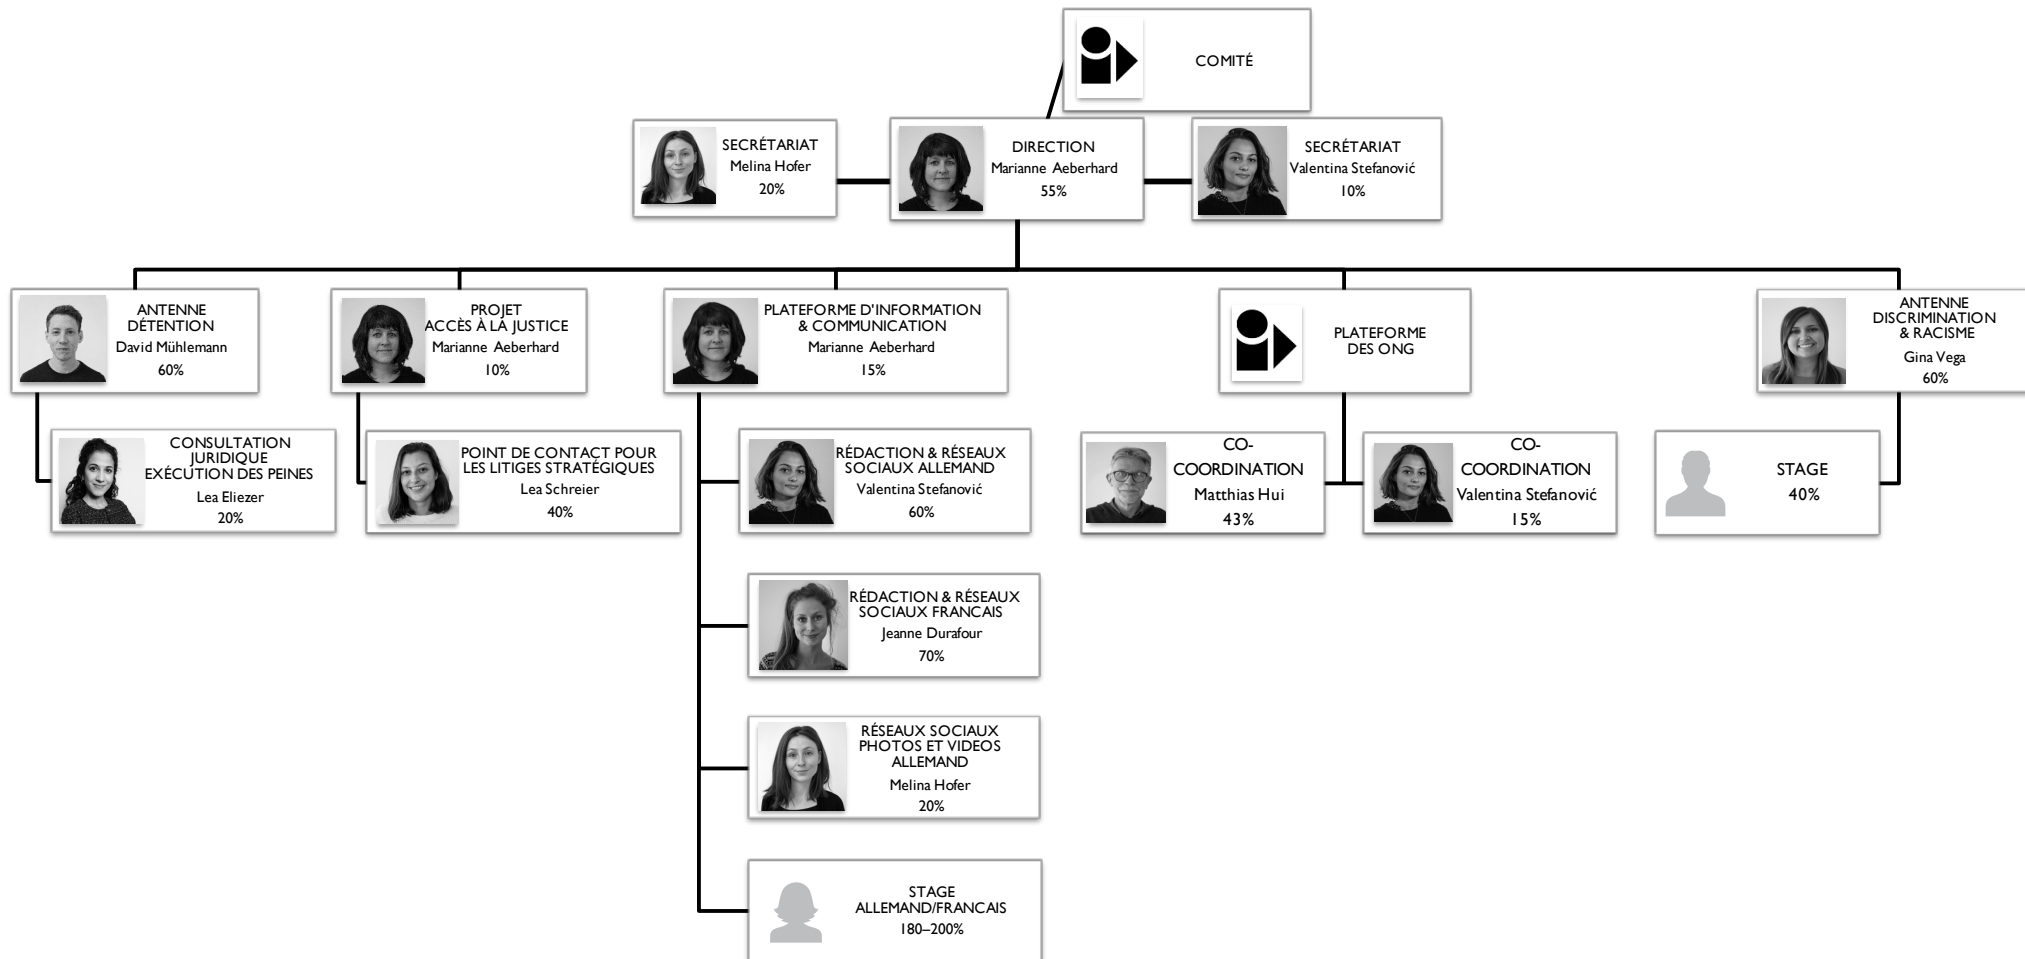 COMITÉ
SECRÉTARIAT
Melina Hofer
20%
DIRECTION
Marianne Aeberhard
55%
SECRÉTARIAT
Valentina Stefanović
10%
ANTENNE
DÉTENTION
David Mühlemann
60%
PROJET
ACCÈS À LA JUSTICE
Marianne Aeberhard
10%
PLATEFORME D'INFORMATION
& COMMUNICATION
Marianne Aeberhard
15%
PLATEFORME
DES ONG
ANTENNE
DISCRIMINATION
& RACISME
Gina Vega
60%
CONSULTATION
JURIDIQUE
EXÉCUTION DES PEINES
Lea Eliezer
20%
POINT DE CONTACT POUR
LES LITIGES STRATÉGIQUES
Lea Schreier
40%
RÉDACTION & RÉSEAUX
SOCIAUX ALLEMAND
Valentina Stefanović
60%
CO-
COORDINATION
Matthias Hui
43%
CO-
COORDINATION
Valentina Stefanović
15%
STAGE
40%
RÉDACTION & RÉSEAUX
SOCIAUX FRANCAIS
Jeanne Durafour
70%
RÉSEAUX SOCIAUX
PHOTOS ET VIDEOS
ALLEMAND
Melina Hofer
20%
STAGE
ALLEMAND/FRANCAIS
180–200%